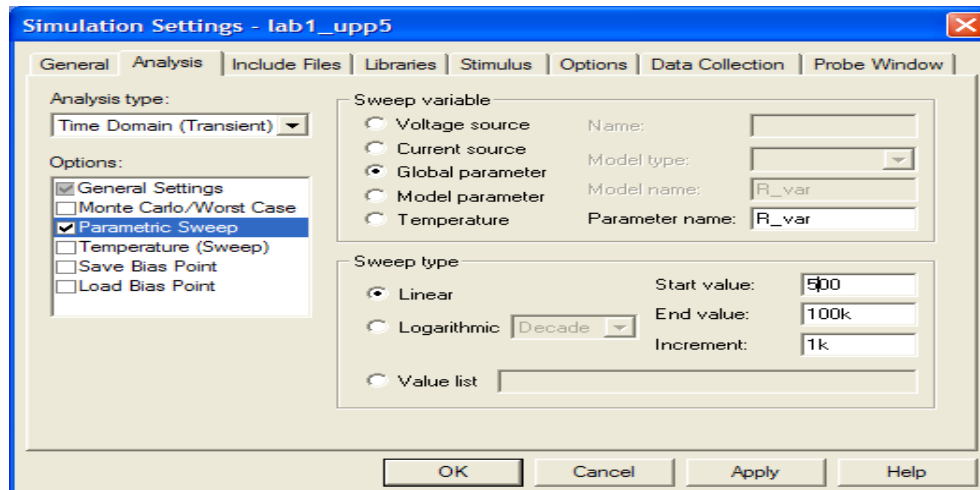 Simulation Settings - lab1_upp5
General Analysis Include Files Libraries Stimulus Options Data Collection Probe Window
Analysis type:
Time Domain (Transient)
Options:
General Settings
Monte Carlo/Worst Case
Parametric Sweep
Temperature (Sweep)
Save Bias Point
Load Bias Point
Sweep variable
Voltage source
Current source
Global parameter
Model parameter
Temperature
Name:
Model type:
Model name: R_var
Parameter name: R_var
Sweep type
Linear
Logarithmic Decade
Value list
Start value: 500
End value: 100k
Increment: 1k
OK Cancel Apply Help